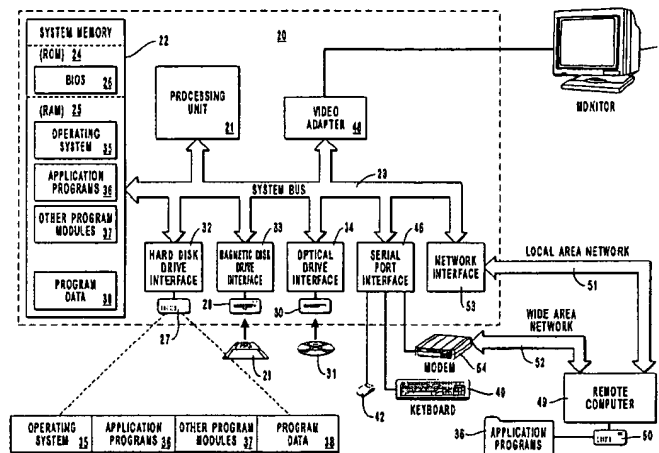 SYSTEM MEMORY
22
20
(ROM) 24
BIOS
26
(RAM) 25
OPERATING
SYSTEM 35
APPLICATION
PROGRAMS 36
OTHER PROGRAM
MODULES 37
PROGRAM
DATA 38
PROCESSING
UNIT
21
VIDEO
ADAPTER 48
MONITOR
23
SYSTEM BUS
32
HARD DISK
DRIVE
INTERFACE
33
MAGNETIC DISK
DRIVE
INTERFACE
34
OPTICAL
DRIVE
INTERFACE
46
SERIAL
PORT
INTERFACE
NETWORK
INTERFACE
53
LOCAL AREA NETWORK
51
WIDE AREA
NETWORK
52
27
28
30
31
42
MODEM
54
KEYBOARD
REMOTE
COMPUTER
49
50
36
APPLICATION
PROGRAMS
OPERATING
SYSTEM 35
APPLICATION
PROGRAMS 36
OTHER PROGRAM
MODULES 37
PROGRAM
DATA 38